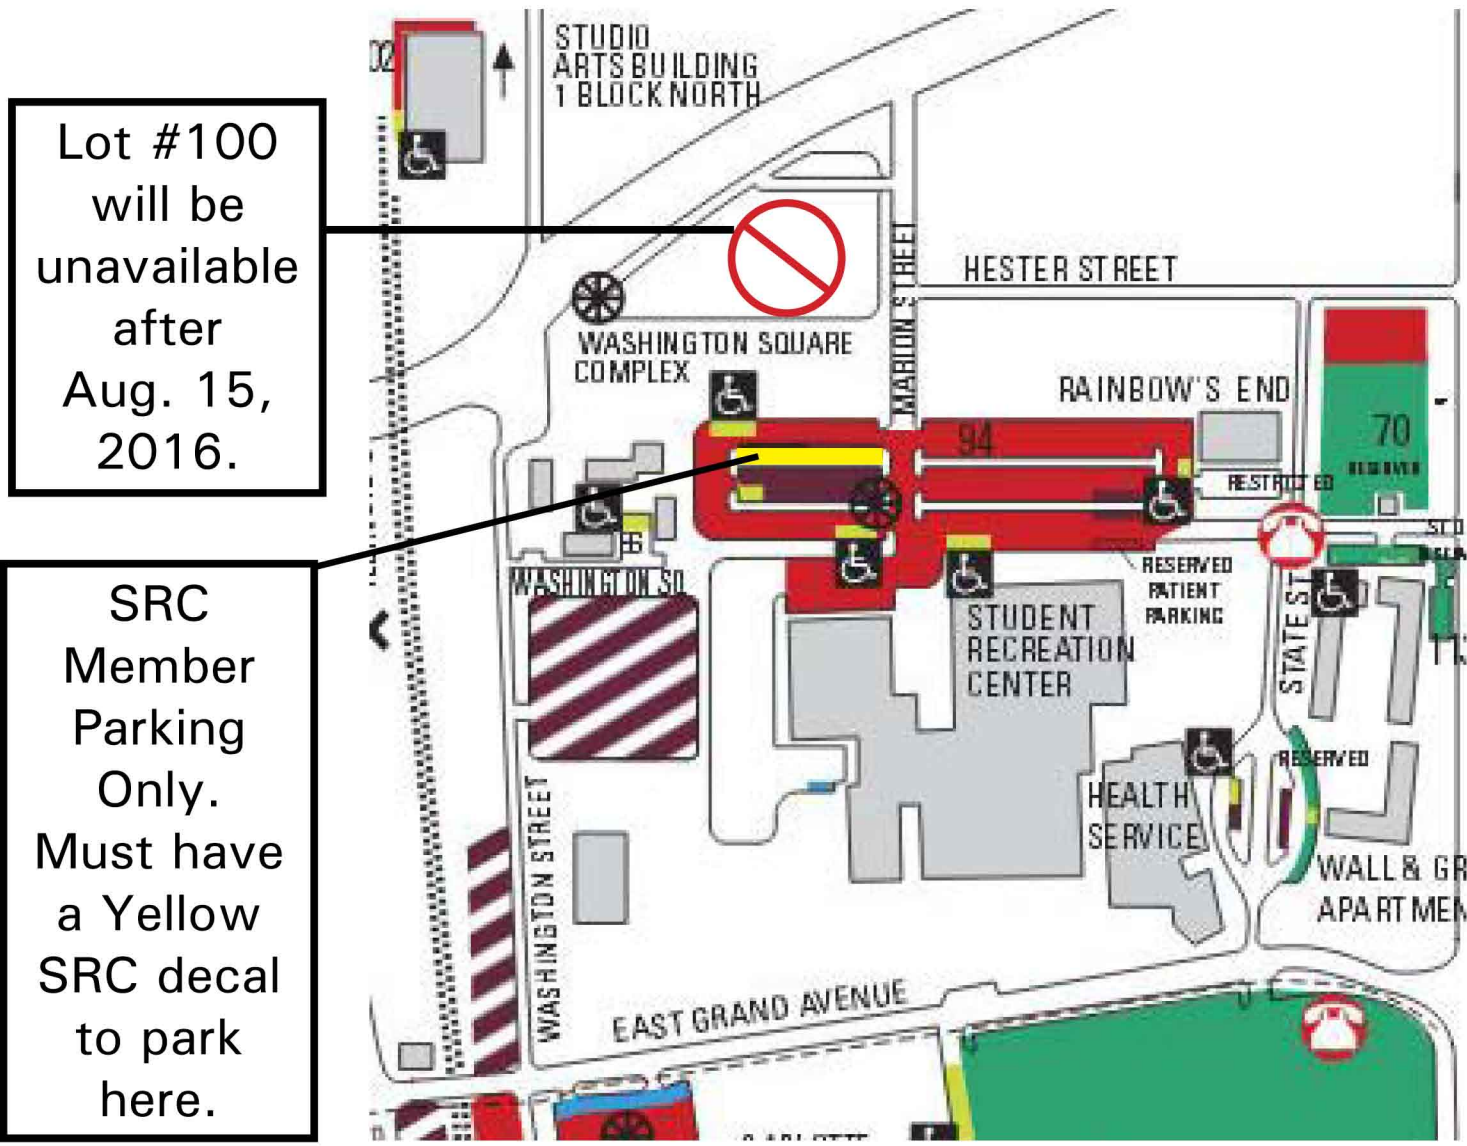 Lot #100
will be
unavailable
after
Aug. 15,
2016.
SRC
Member
Parking
Only.
Must have
a Yellow
SRC decal
to park
here.
STUDIO
ARTS BUILDING
1 BLOCK NORTH
MARION STREET
HESTER STREET
WASHINGTON SQUARE
COMPLEX
RAINBOW'S END
94
70
RESERVED
RESTRICTED
RESERVED
PATIENT
PARKING
WASHINGTON SQ
STUDENT
RECREATION
CENTER
STATE ST
RESERVED
HEALTH
SERVICE
WALL & GR
APARTMEN
WASHINGTON STREET
EAST GRAND AVENUE